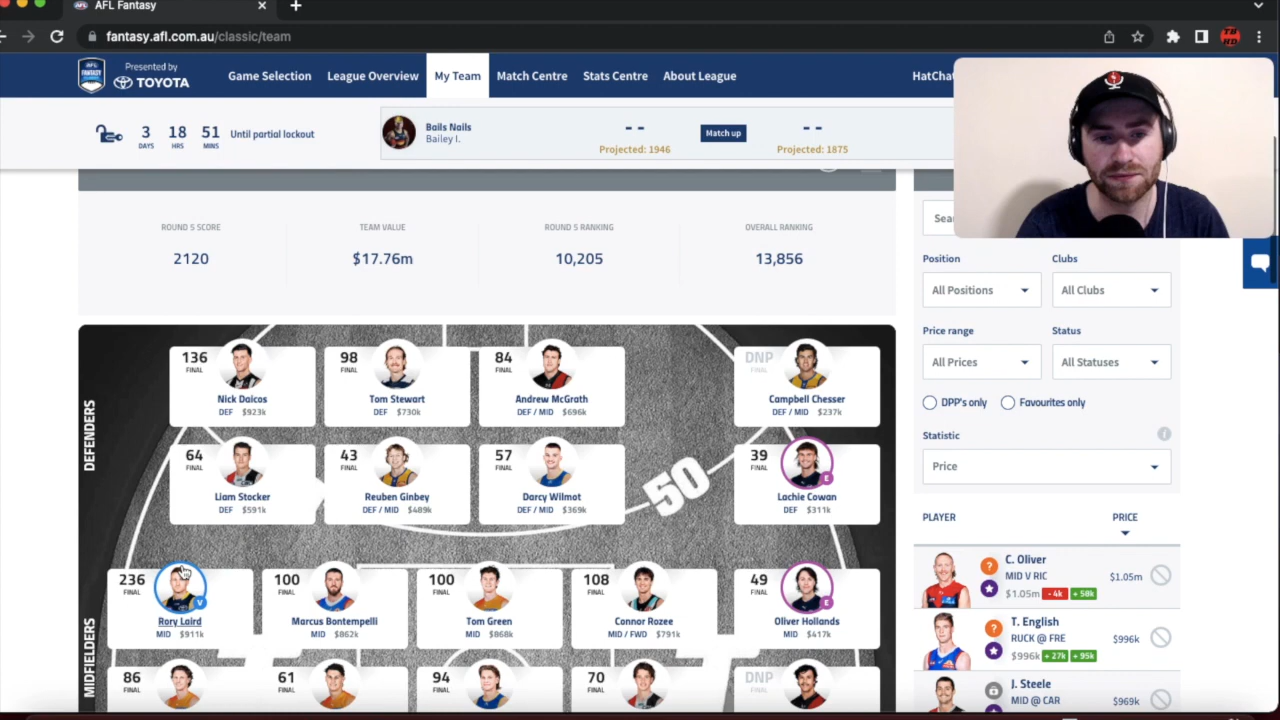 AFL Fantasy
fantasy.afl.com.au/classic/team
Presented by
TOYOTA
Game Selection
League Overview
My Team
Match Centre
Stats Centre
About League
HatChat
3 18 51
DAYS HRS MINS
Until partial lockout
Bails Nails
Bailey I.
- -
Projected: 1946
Match up
- -
Projected: 1875
ROUND 5 SCORE
TEAM VALUE
ROUND 5 RANKING
OVERALL RANKING
2120
$17.76m
10,205
13,856
Sea
Position
Clubs
All Positions
All Clubs
Price range
Status
All Prices
All Statuses
DPP's only
Favourites only
Statistic
Price
PLAYER
PRICE
C. Oliver
MID V RIC
$1.05m - 4k + 58k
$1.05m
T. English
RUCK @ FRE
$996k + 27k + 95k
$996k
J. Steele
MID @ CAR
$969k
DEFENDERS
136
FINAL
Nick Daicos
DEF $923k
98
FINAL
Tom Stewart
DEF $730k
84
FINAL
Andrew McGrath
DEF / MID $696k
DNP
FINAL
Campbell Chesser
DEF / MID $237k
64
FINAL
Liam Stocker
DEF $591k
43
FINAL
Reuben Ginbey
DEF / MID $489k
57
FINAL
Darcy Wilmot
DEF / MID $369k
50
39
FINAL
E
Lachie Cowan
DEF $311k
MIDFIELDERS
236
FINAL
V
Rory Laird
MID $911k
100
FINAL
Marcus Bontempelli
MID $862k
100
FINAL
Tom Green
MID $868k
108
FINAL
Connor Rozee
MID / FWD $791k
49
FINAL
E
Oliver Hollands
MID $417k
86
FINAL
61
FINAL
94
FINAL
70
FINAL
DNP
FINAL